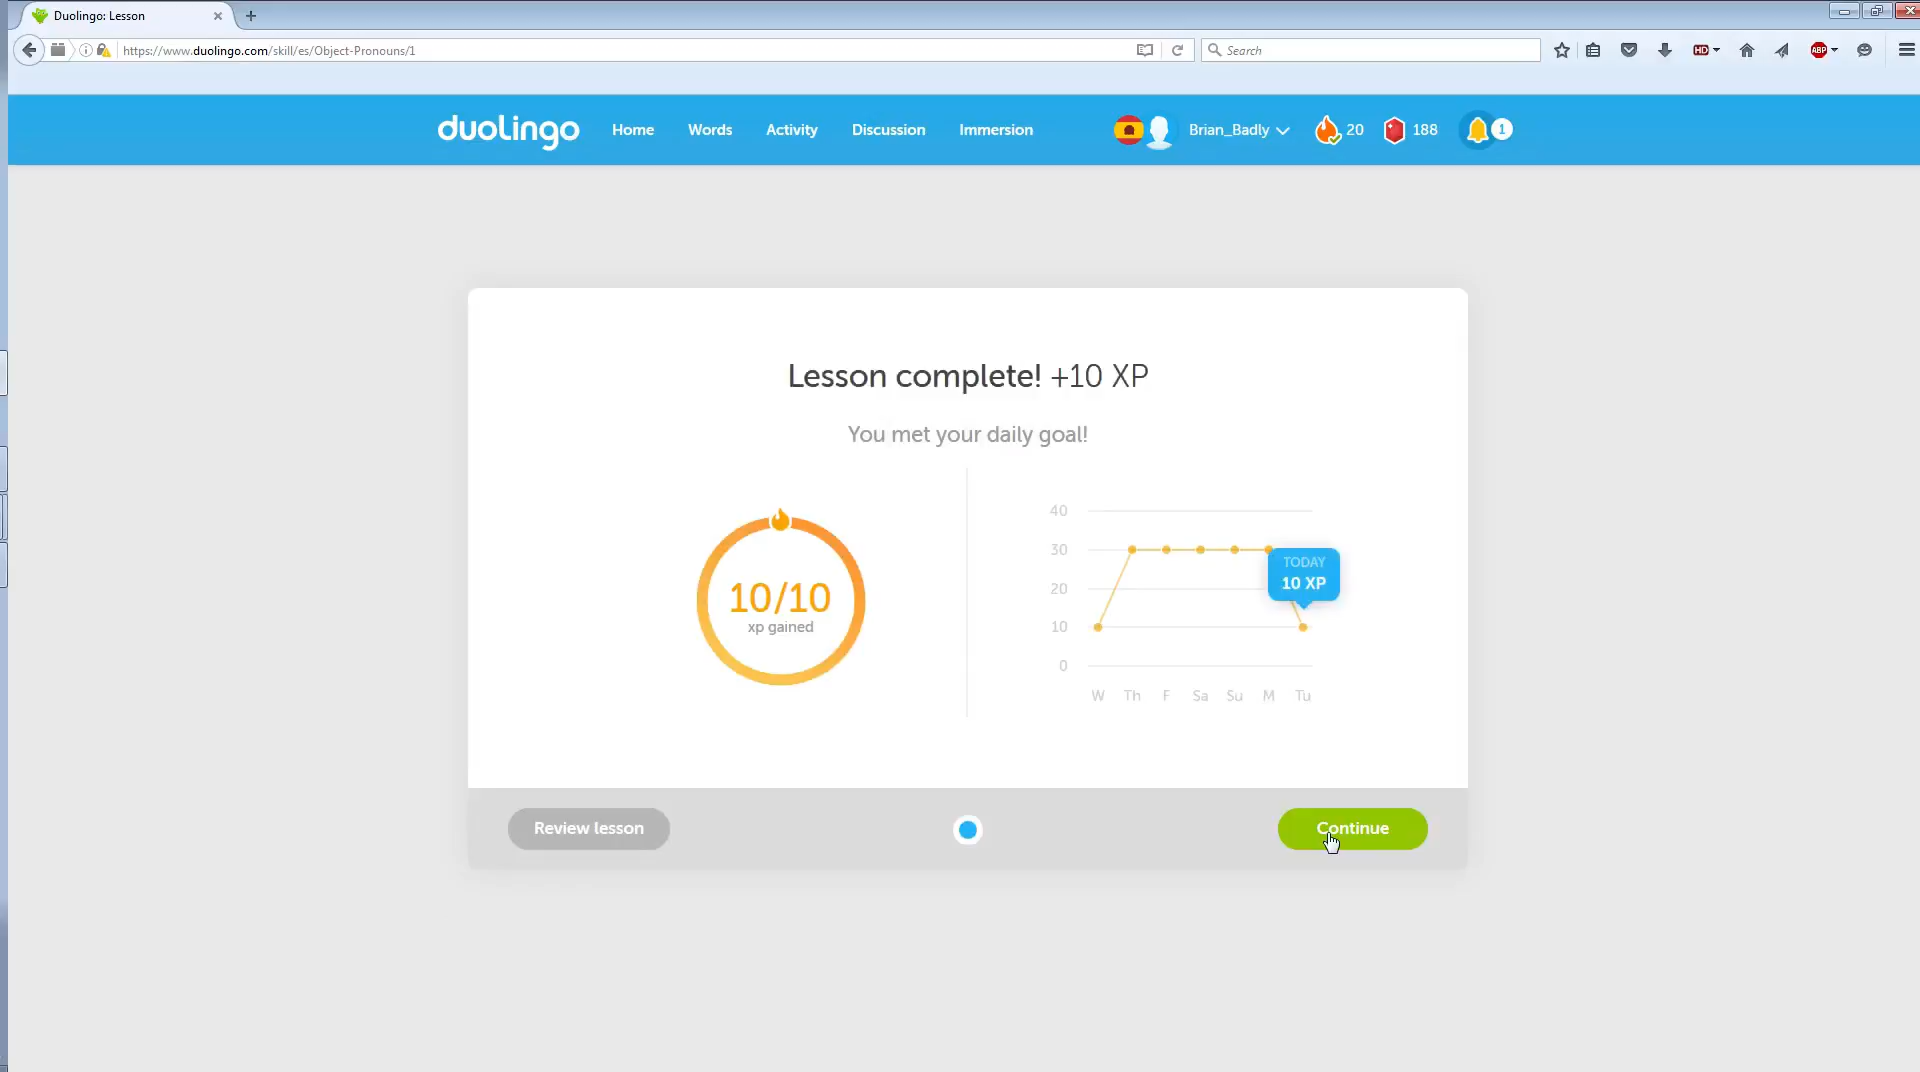 Duolingo: Lesson
https://www.duolingo.com/skill/es/Object-Pronouns/1
Search
HD
ABP
duolingo
Home
Words
Activity
Discussion
Immersion
Brian_Badly
20
188
1
Lesson complete! +10 XP
You met your daily goal!
10/10
xp gained
40
30
20
10
0
TODAY
10 XP
W Th F Sa Su M Tu
Review lesson
Continue